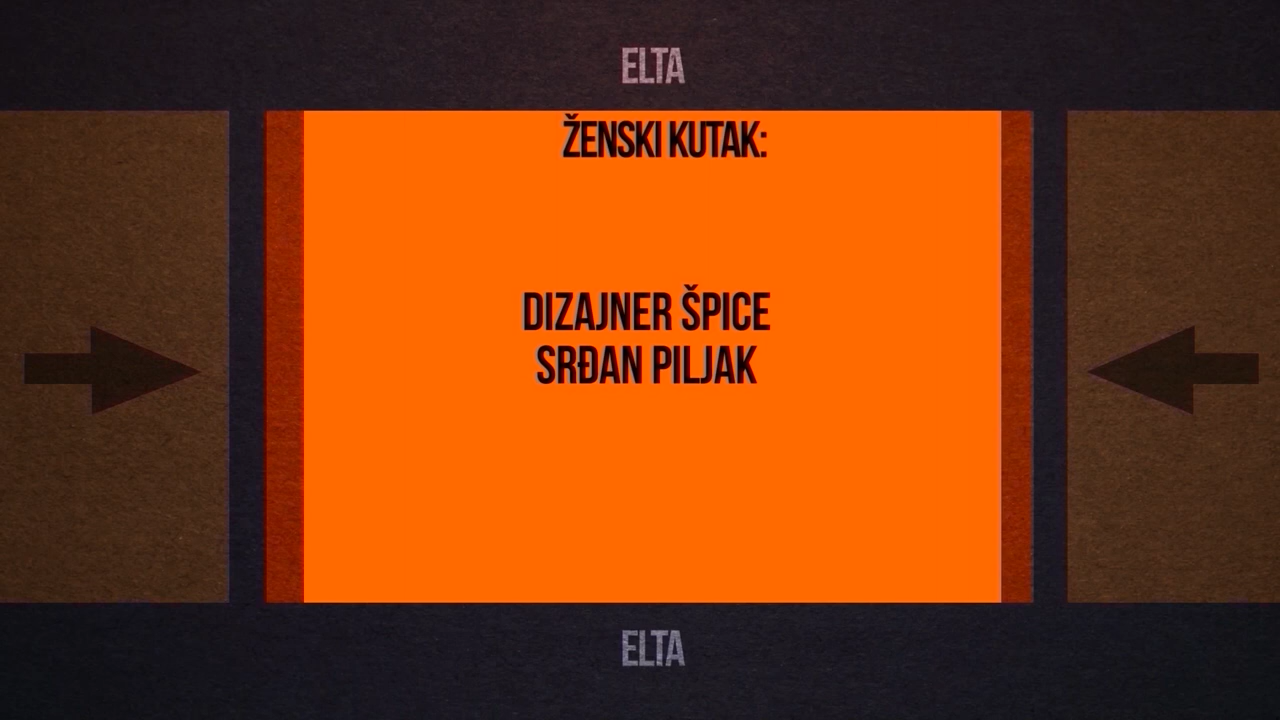 ELTA
ŽENSKI KUTAK:
DIZAJNER ŠPICE
SRĐAN PILJAK
ELTA